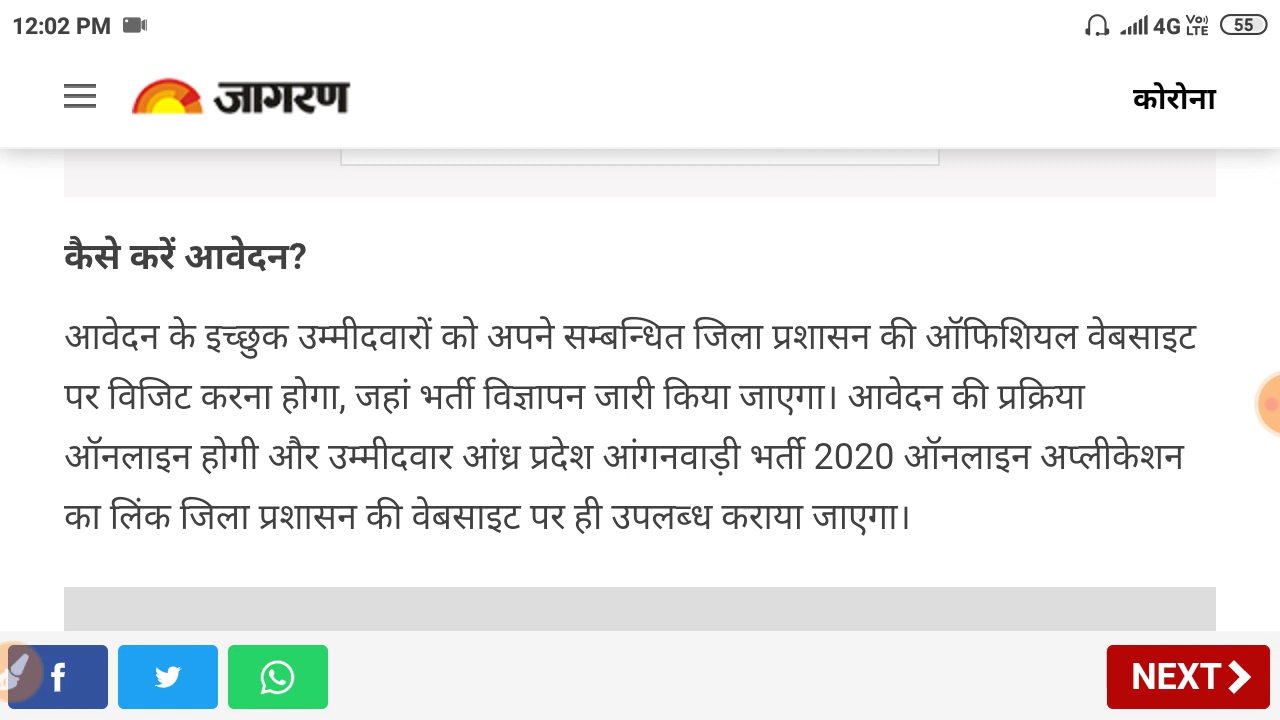 12:02 PM 4G Vo)) LTE 55
जागरण कोरोना
कैसे करें आवेदन?
आवेदन के इच्छुक उम्मीदवारों को अपने सम्बन्धित जिला प्रशासन की ऑफिशियल वेबसाइट
पर विजिट करना होगा, जहां भर्ती विज्ञापन जारी किया जाएगा। आवेदन की प्रक्रिया
ऑनलाइन होगी और उम्मीदवार आंध्र प्रदेश आंगनवाड़ी भर्ती 2020 ऑनलाइन अप्लीकेशन
का लिंक जिला प्रशासन की वेबसाइट पर ही उपलब्ध कराया जाएगा।
NEXT